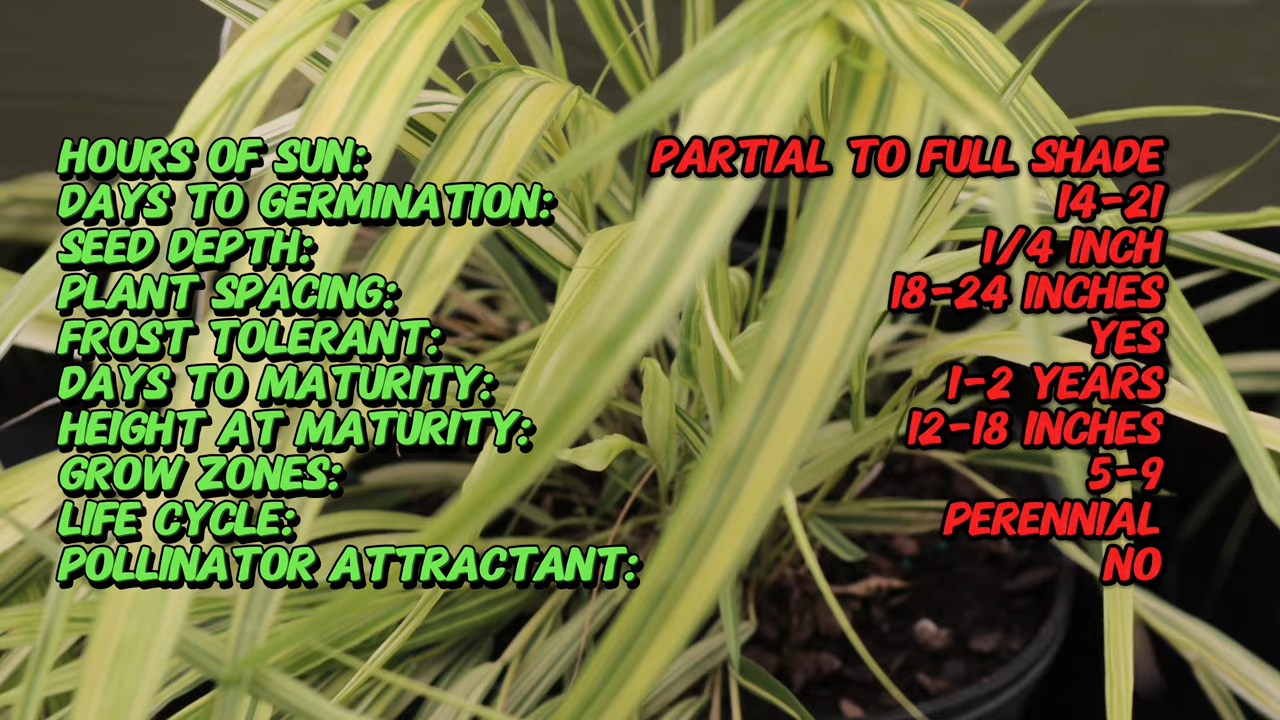 HOURS OF SUN: PARTIAL TO FULL SHADE
DAYS TO GERMINATION: 14-21
SEED DEPTH: 1/4 INCH
PLANT SPACING: 18-24 INCHES
FROST TOLERANT: YES
DAYS TO MATURITY: 1-2 YEARS
HEIGHT AT MATURITY: 12-18 INCHES
GROW ZONES: 5-9
LIFE CYCLE: PERENNIAL
POLLINATOR ATTRACTANT: NO